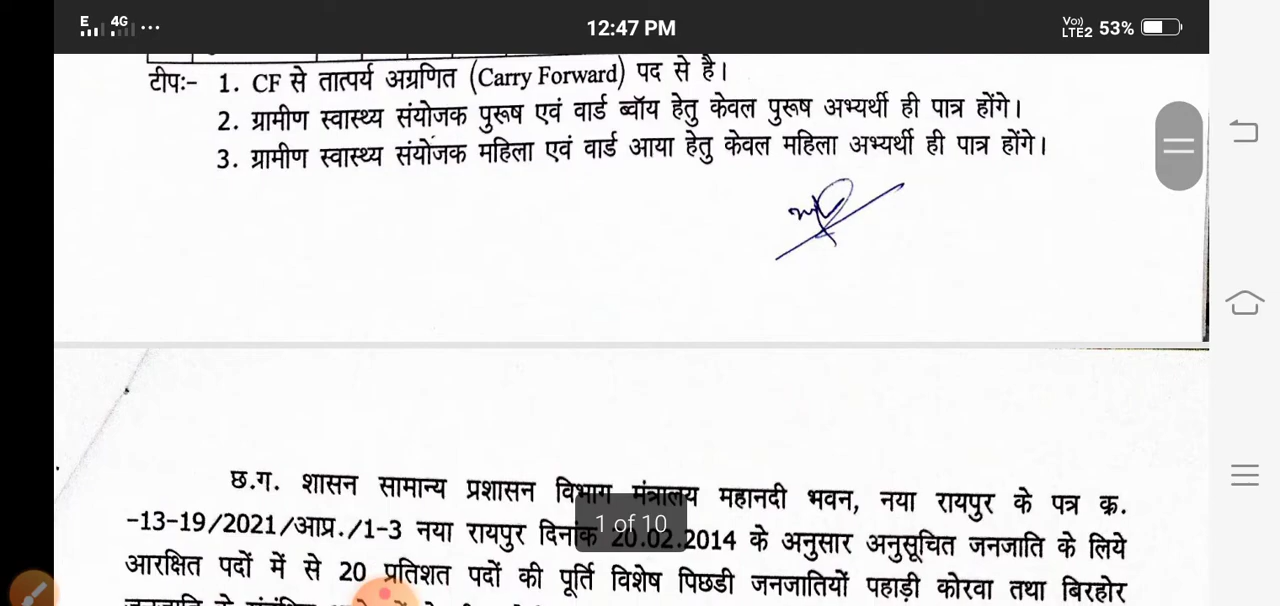 E 4G ... 12:47 PM Vo)) LTE2 53%
टीपः- 1. CF से तात्पर्य अग्रणित (Carry Forward) पद से है।
2. ग्रामीण स्वास्थ्य संयोजक पुरूष एवं वार्ड ब्वॉय हेतु केवल पुरूष अभ्यर्थी ही पात्र होंगे।
3. ग्रामीण स्वास्थ्य संयोजक महिला एवं वार्ड आया हेतु केवल महिला अभ्यर्थी ही पात्र होंगे।
छ.ग. शासन सामान्य प्रशासन विभाग मंत्रालय महानदी भवन, नया रायपुर के पत्र क्र.
1 of 10
-13-19/2021/आप्र./1-3 नया रायपुर दिनांक 20.02.2014 के अनुसार अनुसूचित जनजाति के लिये
आरक्षित पदों में से 20 प्रतिशत पदों की पूर्ति विशेष पिछडी जनजातियों पहाड़ी कोरवा तथा बिरहोर